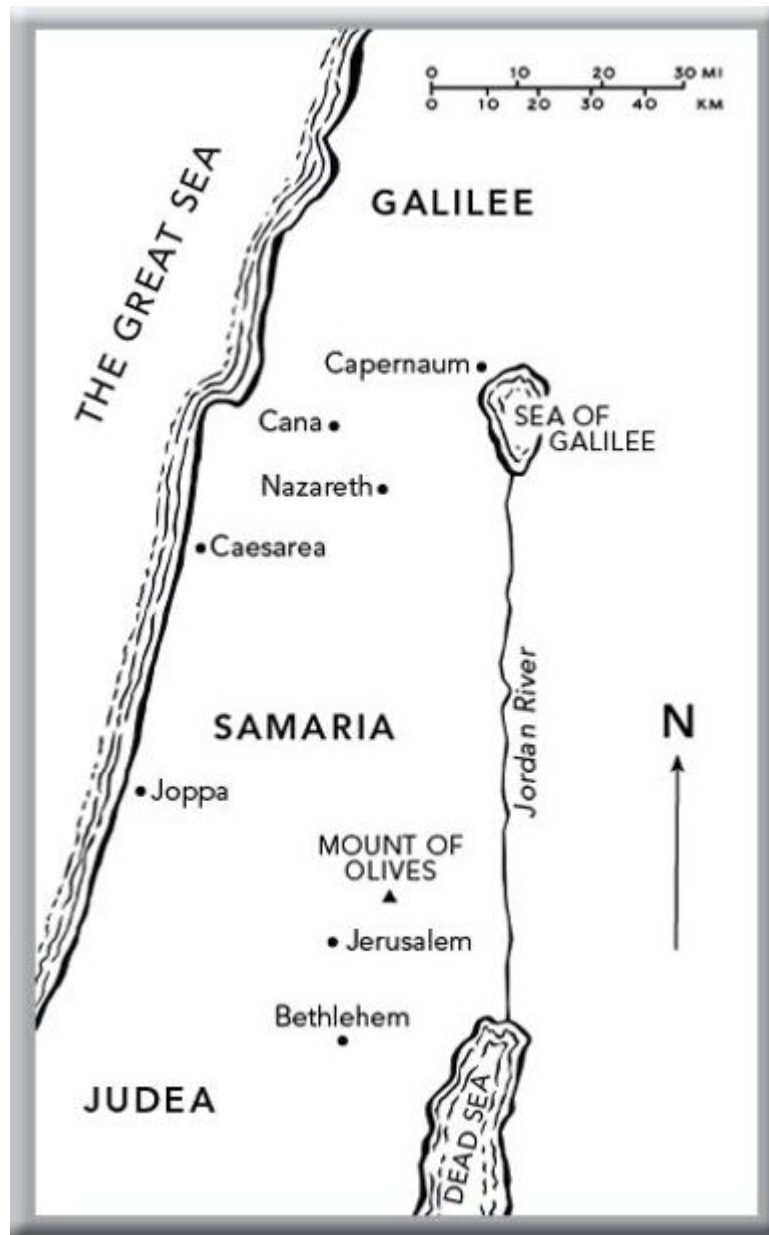 0 10 20 30 MI
0 10 20 30 40 KM
THE GREAT SEA
GALILEE
Capernaum
SEA OF
GALILEE
Cana
Nazareth
Caesarea
Jordan River
SAMARIA
N
Joppa
MOUNT OF
OLIVES
Jerusalem
Bethlehem
JUDEA
DEAD SEA